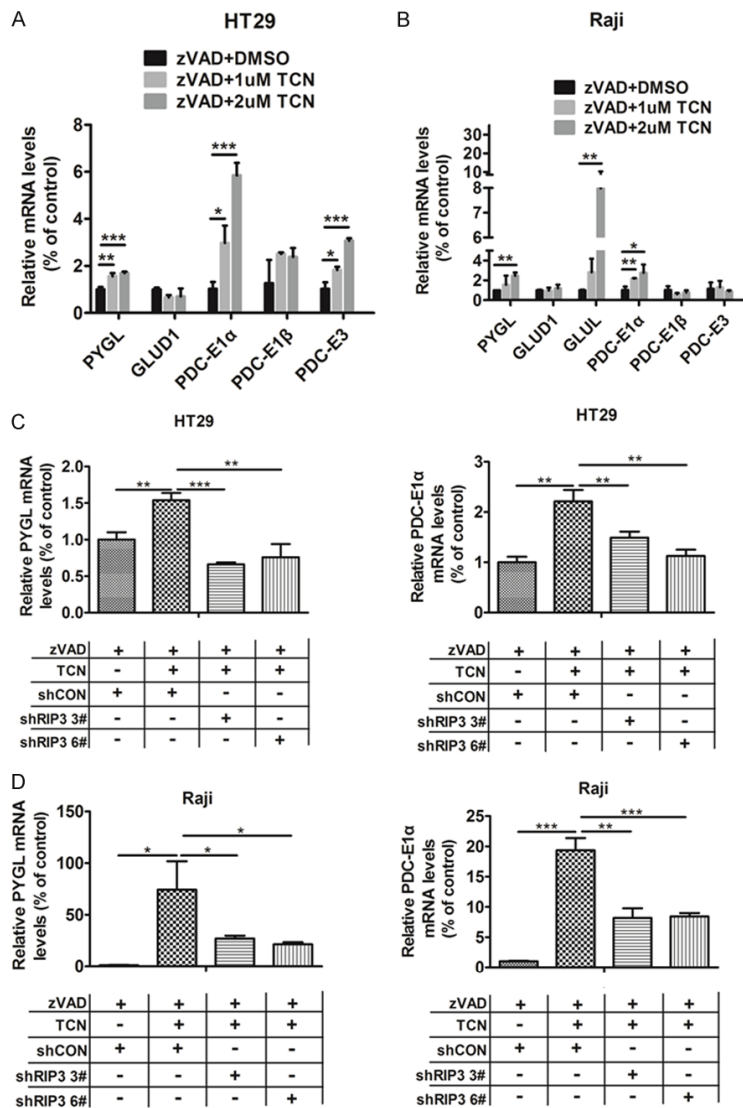 A
HT29
zVAD+DMSO
zVAD+1uM TCN
zVAD+2uM TCN
Relative mRNA levels
(% of control)
8
6
4
2
0
**
***
*
***
*
***
PYGL
GLUD1
PDC-E1α
PDC-E1β
PDC-E3
B
Raji
zVAD+DMSO
zVAD+1uM TCN
zVAD+2uM TCN
Relative mRNA levels
(% of control)
30
20
10
8
6
4
2
0
**
**
**
*
PYGL
GLUD1
GLUL
PDC-E1α
PDC-E1β
PDC-E3
C
HT29
Relative PYGL mRNA
levels (% of control)
2.0
1.5
1.0
0.5
0.0
**
***
**
zVAD + + + +
TCN - + + +
shCON + + - -
shRIP3 3# - - + -
shRIP3 6# - - - +
HT29
Relative PDC-E1α
mRNA levels
(% of control)
3
2
1
0
**
**
**
zVAD + + + +
TCN - + + +
shCON + + - -
shRIP3 3# - - + -
shRIP3 6# - - - +
D
Raji
Relative PYGL mRNA
levels (% of control)
150
100
50
0
*
*
*
zVAD + + + +
TCN - + + +
shCON + + - -
shRIP3 3# - - + -
shRIP3 6# - - - +
Raji
Relative PDC-E1α
mRNA levels
(% of control)
25
20
15
10
5
0
***
**
***
zVAD + + + +
TCN - + + +
shCON + + - -
shRIP3 3# - - + -
shRIP3 6# - - - +